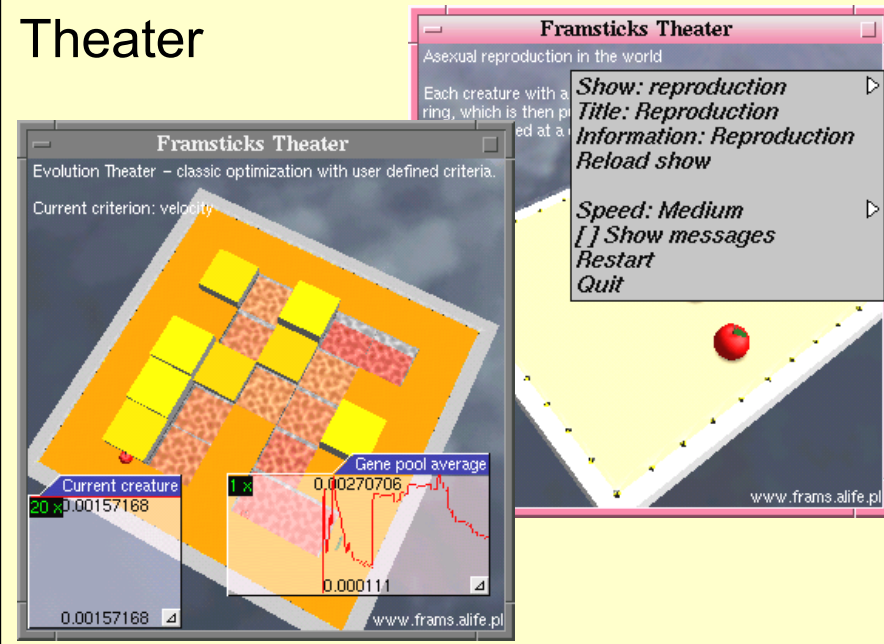 Theater
Framsticks Theater
Asexual reproduction in the world
Each creature with a
ring, which is then pu
ed at a
Show: reproduction
Title: Reproduction
Information: Reproduction
Reload show
Speed: Medium
[ ] Show messages
Restart
Quit
www.frams.alife.pl
Framsticks Theater
Evolution Theater – classic optimization with user defined criteria.
Current criterion: velocity
Current creature
20 x
0.00157168
0.00157168
Gene pool average
1 x
0.00270706
0.000111
www.frams.alife.pl